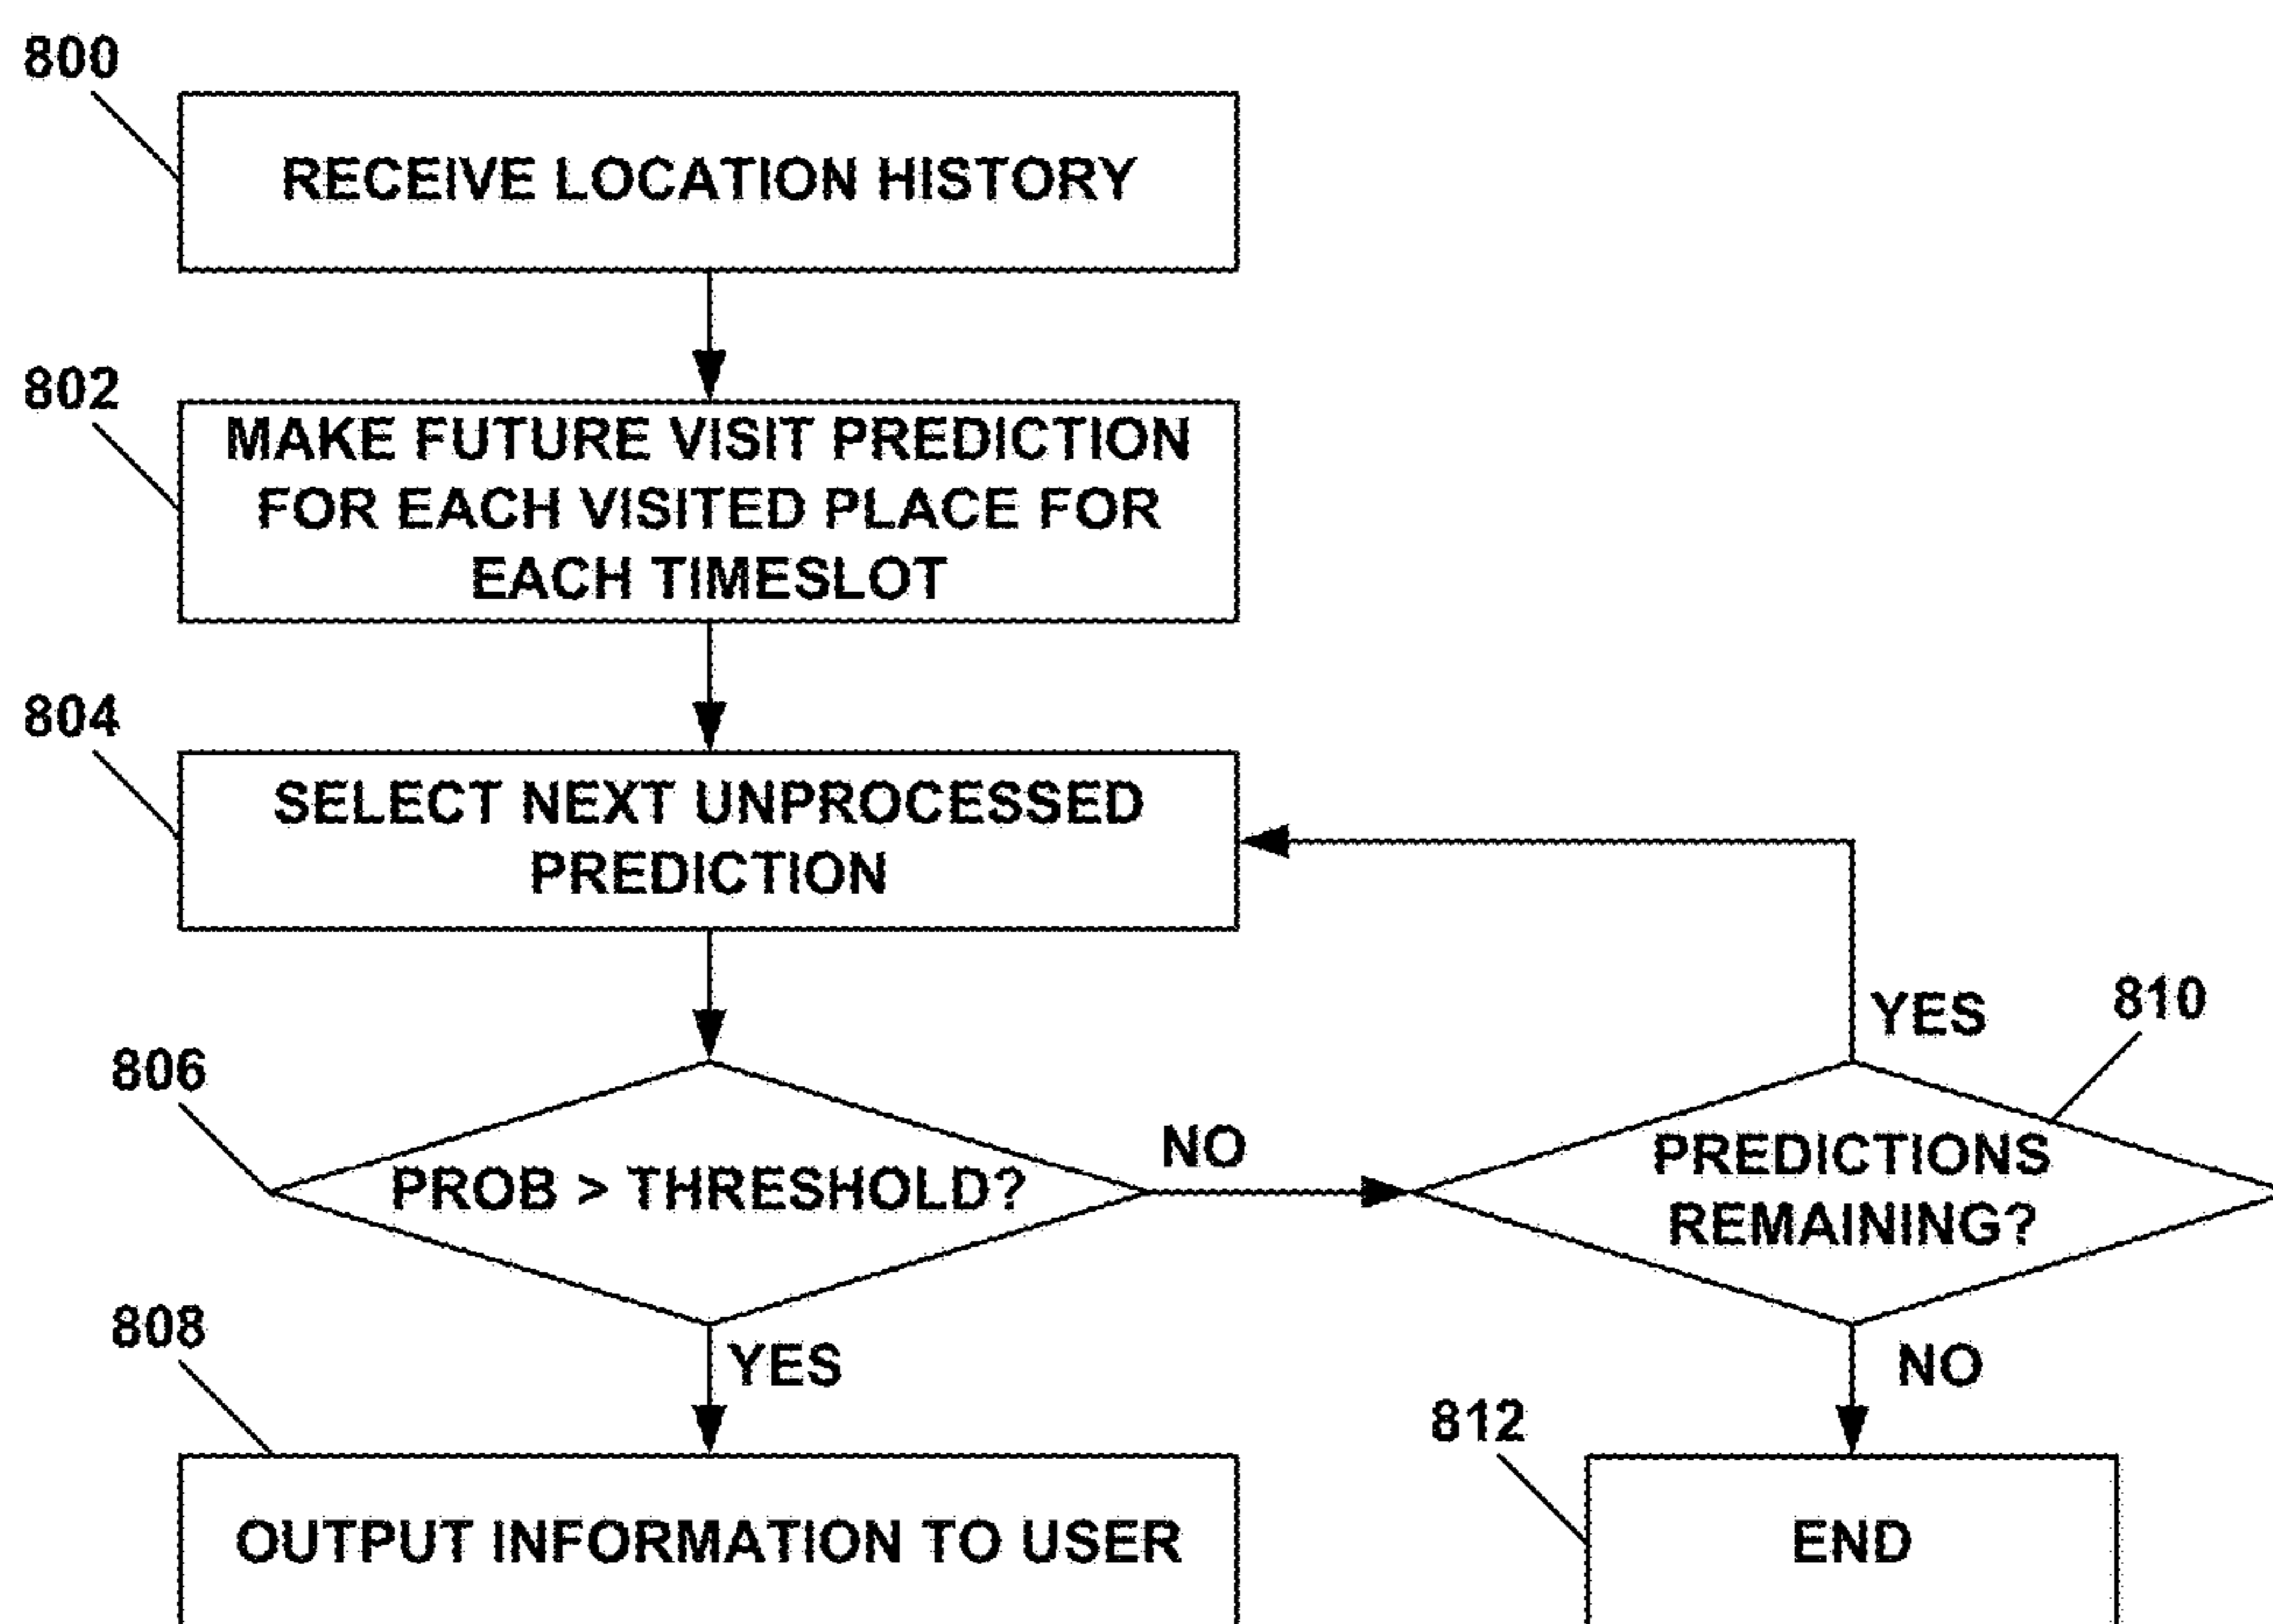 800
RECEIVE LOCATION HISTORY
802
MAKE FUTURE VISIT PREDICTION
FOR EACH VISITED PLACE FOR
EACH TIMESLOT
804
SELECT NEXT UNPROCESSED
PREDICTION
806
PROB > THRESHOLD?
NO
YES
810
PREDICTIONS
REMAINING?
808
YES
OUTPUT INFORMATION TO USER
NO
812
END